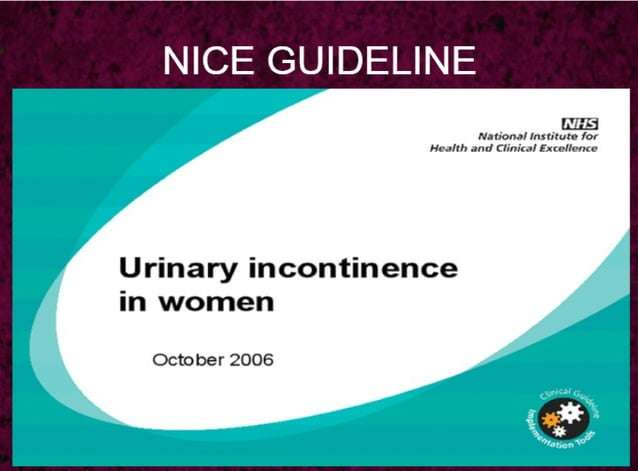 NICE GUIDELINE
NHS
National Institute for
Health and Clinical Excellence
Urinary incontinence
in women
October 2006
Clinical Guideline
Implementation Tools